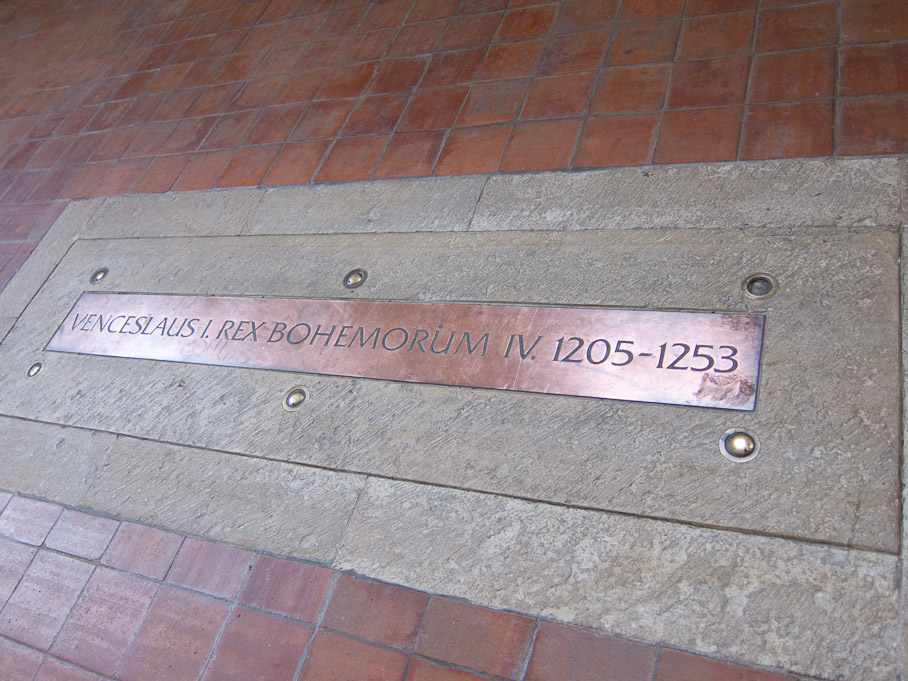 VENCESLAUS I. REX BOHEMORUM IV. 1205-1253